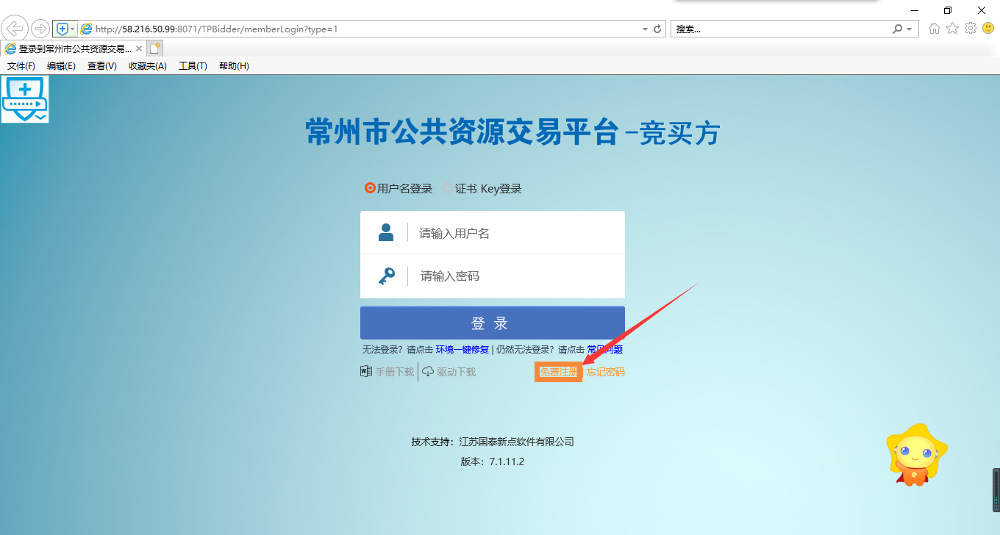 http://58.216.50.99:8071/TPBidder/memberLogin?type=1
搜索...
登录到常州市公共资源交易...
文件(F) 编辑(E) 查看(V) 收藏夹(A) 工具(T) 帮助(H)
常州市公共资源交易平台-竞买方
用户名登录 证书 Key登录
请输入用户名
请输入密码
登 录
无法登录? 请点击 环境一键修复 | 仍然无法登录? 请点击 常见问题
手册下载 驱动下载 免费注册 忘记密码
技术支持: 江苏国泰新点软件有限公司
版本: 7.1.11.2